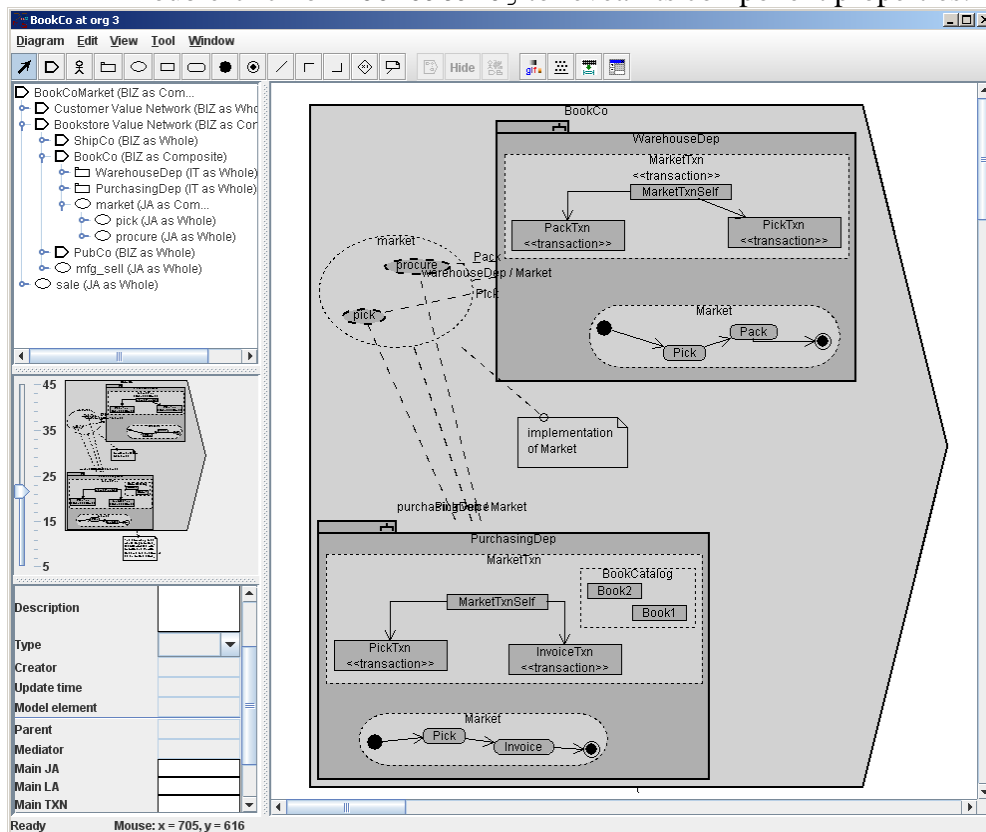 BookCo at org 3
Diagram Edit View Tool Window
Hide
gif
BookCoMarket (BIZ as Com...
Customer Value Network (BIZ as Who
Bookstore Value Network (BIZ as Cor
ShipCo (BIZ as Whole)
BookCo (BIZ as Composite)
WarehouseDep (IT as Whole)
PurchasingDep (IT as Whole)
market (JA as Com...
pick (JA as Whole)
procure (JA as Whole)
PubCo (BIZ as Whole)
mfg_sell (JA as Whole)
sale (JA as Whole)
45
35
25
15
5
Description
Type
Creator
Update time
Model element
Parent
Mediator
Main JA
Main LA
Main TXN
BookCo
WarehouseDep
MarketTxn
<<transaction>>
MarketTxnSelf
PackTxn
<<transaction>>
PickTxn
<<transaction>>
Market
Pick
Pack
market
procure
pick
Pack
warehouseDep / Market
Pick
implementation
of Market
/ Market
PurchasingDep
MarketTxn
BookCatalog
Book2
Book1
MarketTxnSelf
PickTxn
<<transaction>>
InvoiceTxn
<<transaction>>
Market
Pick
Invoice
Ready Mouse: x = 705, y = 616